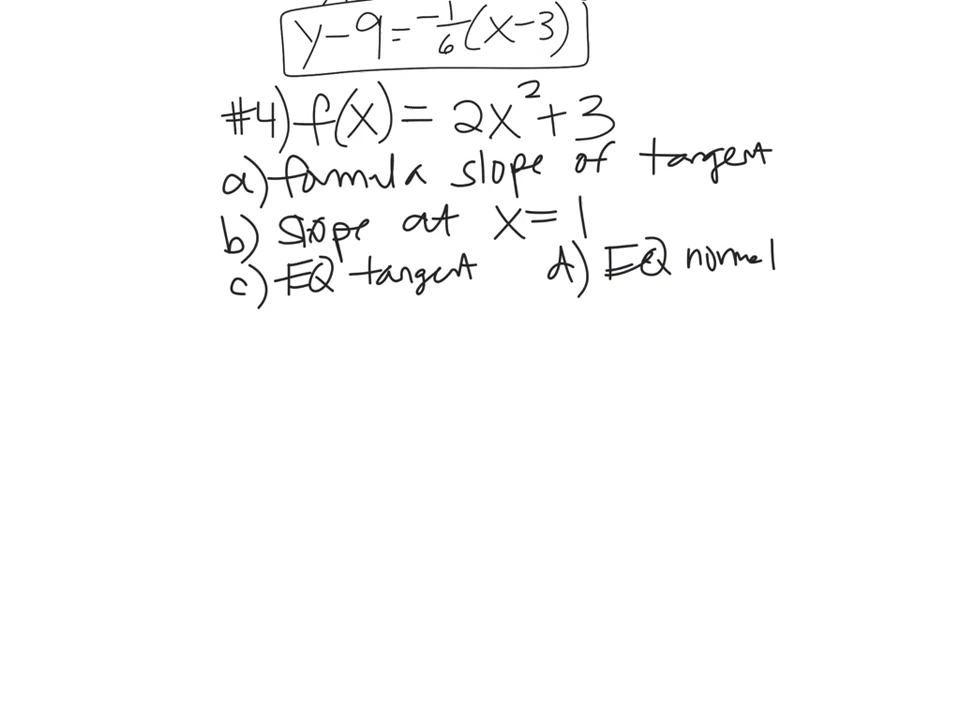 y-9=-1/6(x-3)
#4) f(x) = 2x²+3
a) formula slope of tangent
b) slope at x=1
c) EQ tangent d) EQ normal